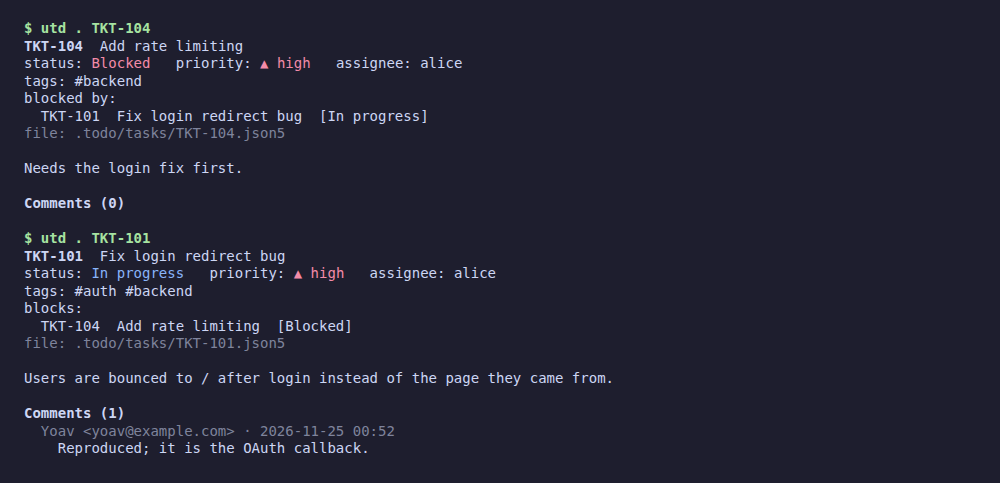 $ utd . TKT-104
TKT-104  Add rate limiting
status: Blocked   priority: ▲ high   assignee: alice
tags: #backend
blocked by:
  TKT-101  Fix login redirect bug  [In progress]
file: .todo/tasks/TKT-104.json5

Needs the login fix first.

Comments (0)

$ utd . TKT-101
TKT-101  Fix login redirect bug
status: In progress   priority: ▲ high   assignee: alice
tags: #auth #backend
blocks:
  TKT-104  Add rate limiting  [Blocked]
file: .todo/tasks/TKT-101.json5

Users are bounced to / after login instead of the page they came from.

Comments (1)
  Yoav <yoav@example.com> · 2026-11-25 00:52
    Reproduced; it is the OAuth callback.